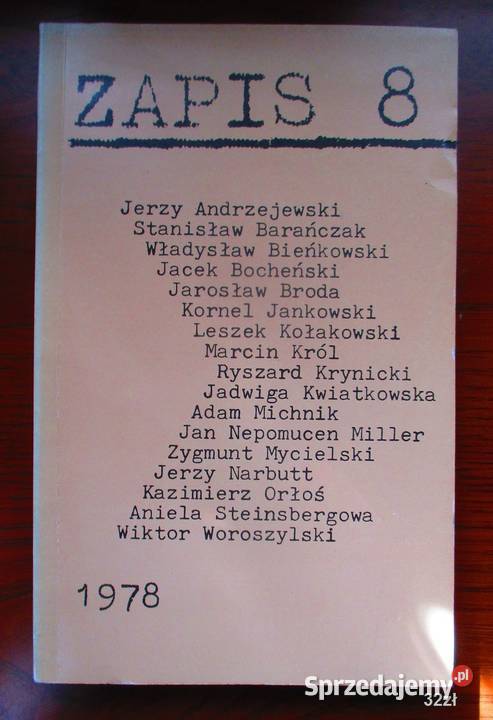 ZAPIS 8
Jerzy Andrzejewski
Stanisław Barańczak
Władysław Bieńkowski
Jacek Bocheński
Jarosław Broda
Kornel Jankowski
Leszek Kołakowski
Marcin Król
Ryszard Krynicki
Jadwiga Kwiatkowska
Adam Michnik
Jan Nepomucen Miller
Zygmunt Mycielski
Jerzy Narbutt
Kazimierz Orłoś
Aniela Steinsbergowa
Wiktor Woroszylski
1978
Sprzedajemy.pl
32zł